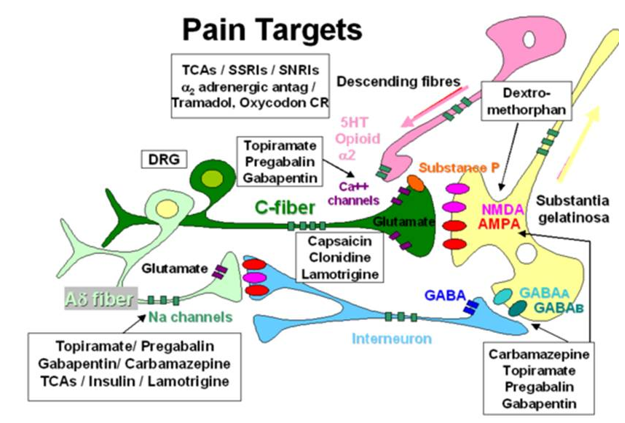 Pain Targets
TCAs / SSRIs / SNRIs
α2 adrenergic antag /
Tramadol, Oxycodon CR
Descending fibres
Dextro-
methorphan
5HT
Opioid
α2
Topiramate
Pregabalin
Gabapentin
DRG
Substance P
Ca++
channels
C-fiber
Glutamate
NMDA
AMPA
Substantia
gelatinosa
Capsaicin
Clonidine
Lamotrigine
Glutamate
Aδ fiber
Na channels
GABA
GABAA
GABAB
Interneuron
Topiramate/ Pregabalin
Gabapentin/ Carbamazepine
TCAs / Insulin / Lamotrigine
Carbamazepine
Topiramate
Pregabalin
Gabapentin